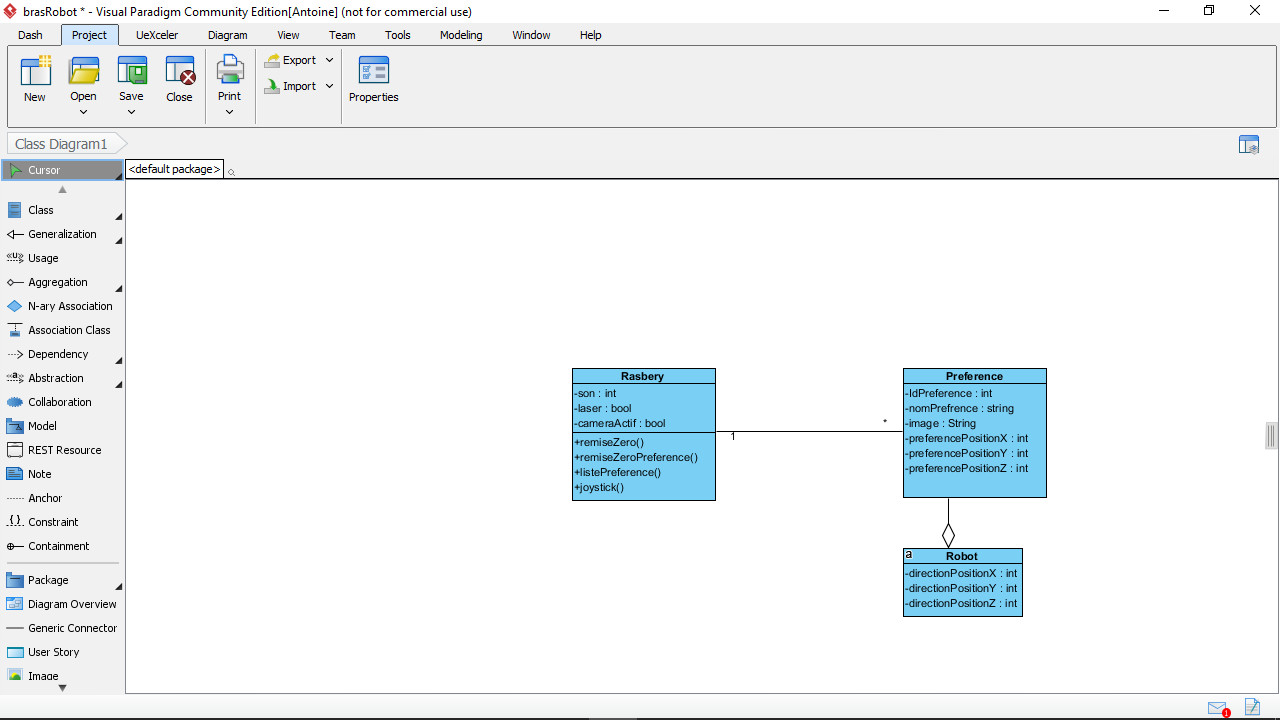 brasRobot * - Visual Paradigm Community Edition[Antoine] (not for commercial use)
Dash Project UeXceler Diagram View Team Tools Modeling Window Help
New Open Save Close Print Export Import Properties
Class Diagram1
Cursor
<default package>
Class
Generalization
Usage
Aggregation
N-ary Association
Association Class
Dependency
Abstraction
Collaboration
Model
REST Resource
Note
Anchor
Constraint
Containment
Package
Diagram Overview
Generic Connector
User Story
Image
Rasbery
-son : int
-laser : bool
-cameraActif : bool
+remiseZero()
+remiseZeroPreference()
+listePreference()
+joystick()
1
*
Preference
-IdPreference : int
-nomPrefrence : string
-image : String
-preferencePositionX : int
-preferencePositionY : int
-preferencePositionZ : int
a Robot
-directionPositionX : int
-directionPositionY : int
-directionPositionZ : int
1